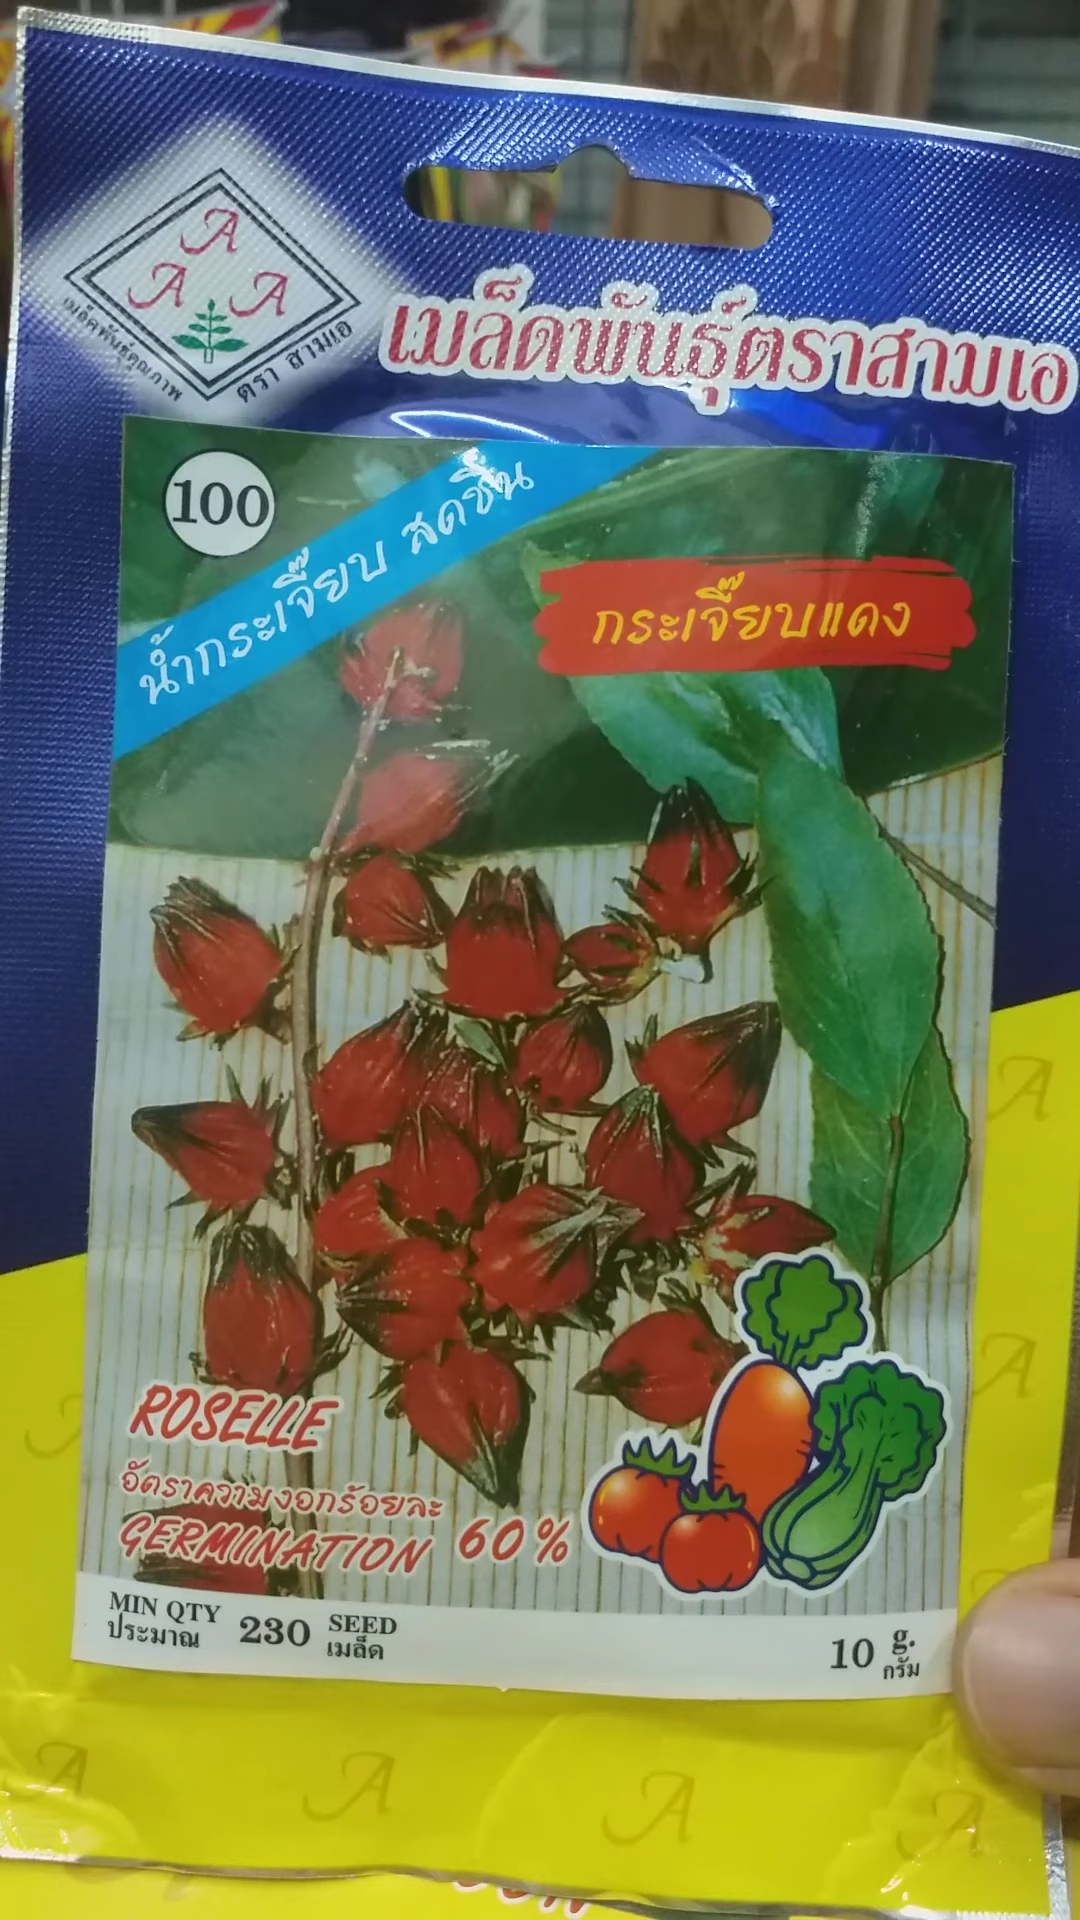 A
A A
เมล็ดพันธุ์คุณภาพ ตรา สามเอ
เมล็ดพันธุ์ตราสามเอ
100
น้ำกระเจี๊ยบ สดชื่น
กระเจี๊ยบแดง
ROSELLE
อัตราความงอกร้อยละ
GERMINATION 60%
MIN QTY 230 SEED
ประมาณ เมล็ด
10 g.
กรัม
A
A
A
A
A
A